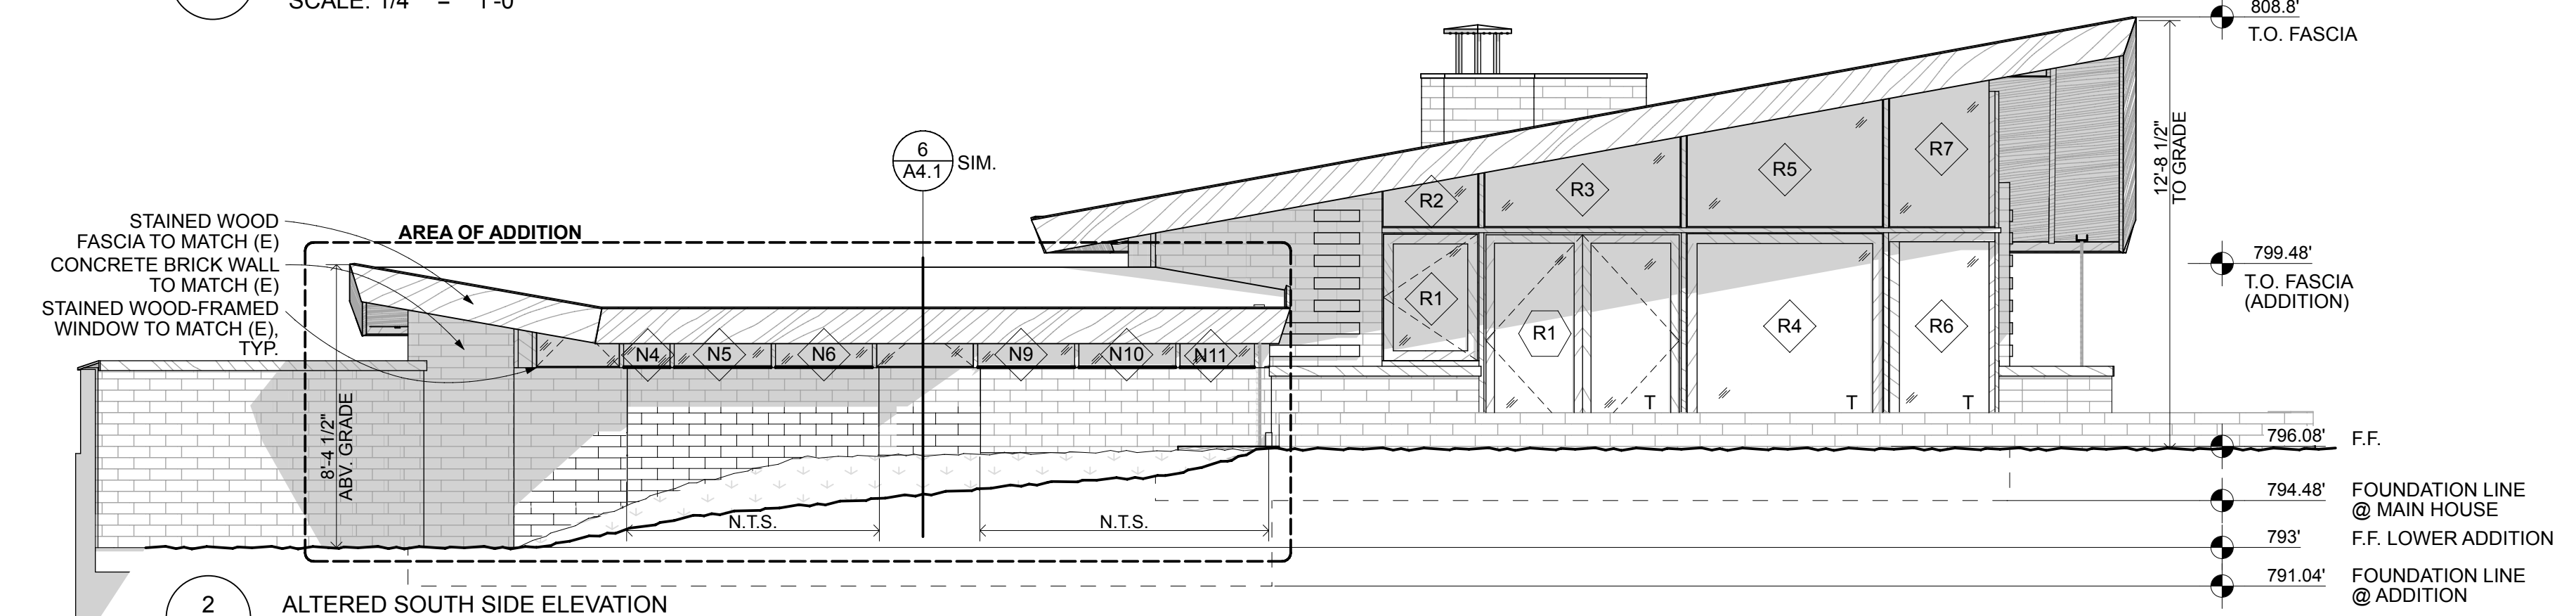 SCALE: 1/4" = 1'-0"
808.8'
T.O. FASCIA
6
A4.1
SIM.
12'-8 1/2"
TO GRADE
STAINED WOOD
FASCIA TO MATCH (E)
CONCRETE BRICK WALL
TO MATCH (E)
STAINED WOOD-FRAMED
WINDOW TO MATCH (E),
TYP.
AREA OF ADDITION
R2
R3
R5
R7
R1
R1
R4
R6
799.48'
T.O. FASCIA
(ADDITION)
N4
N5
N6
N9
N10
N11
T
T
T
8'-4 1/2"
ABV. GRADE
796.08'
F.F.
N.T.S.
N.T.S.
794.48'
FOUNDATION LINE
@ MAIN HOUSE
793'
F.F. LOWER ADDITION
791.04'
FOUNDATION LINE
@ ADDITION
2
ALTERED SOUTH SIDE ELEVATION